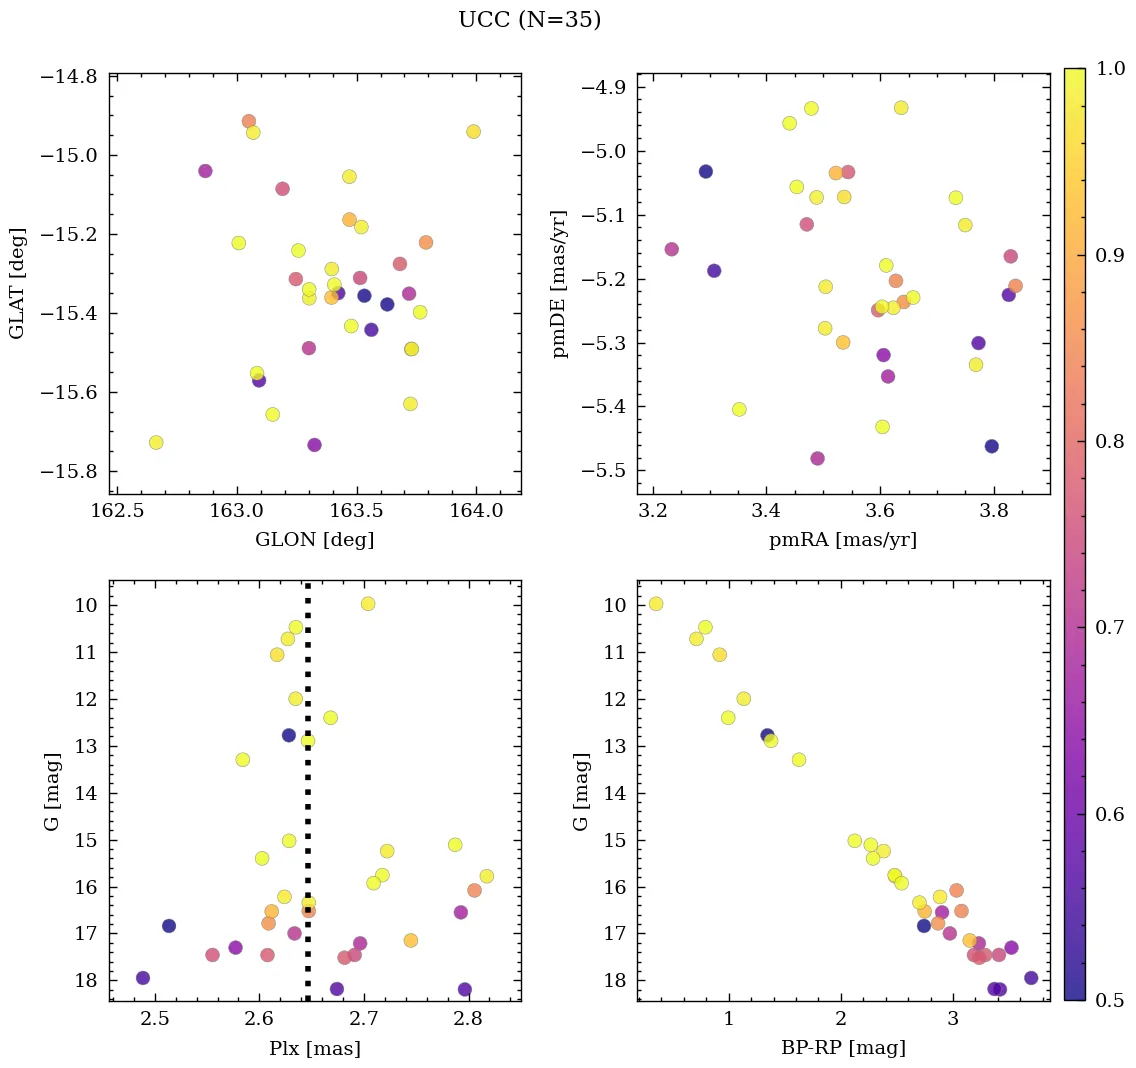 UCC (N=35)
−14.8
−15.0
−15.2
−15.4
−15.6
−15.8
GLAT [deg]
162.5 163.0 163.5 164.0
GLON [deg]
−4.9
−5.0
−5.1
−5.2
−5.3
−5.4
−5.5
pmDE [mas/yr]
3.2 3.4 3.6 3.8
pmRA [mas/yr]
10
11
12
13
14
15
16
17
18
G [mag]
2.5 2.6 2.7 2.8
Plx [mas]
10
11
12
13
14
15
16
17
18
G [mag]
1 2 3
BP-RP [mag]
1.0
0.9
0.8
0.7
0.6
0.5